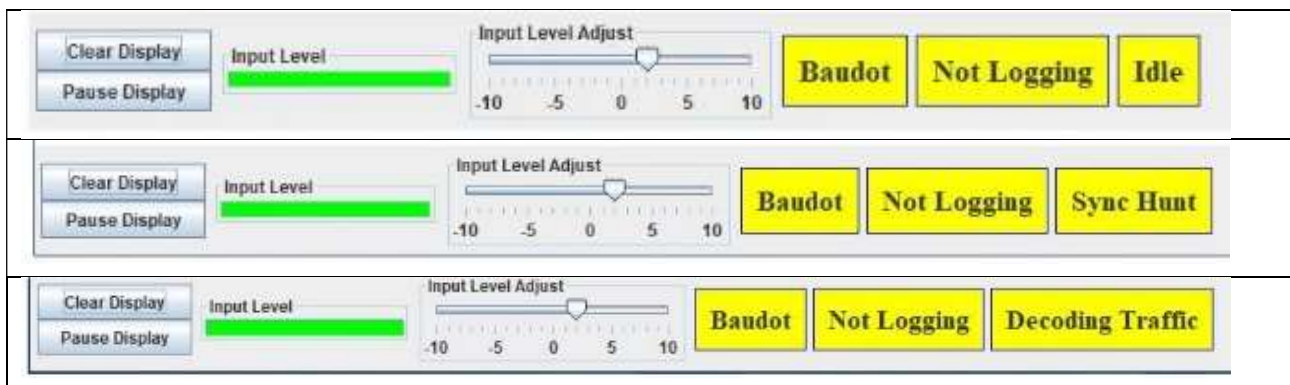 Clear Display
Pause Display
Input Level
Input Level Adjust
-10 -5 0 5 10
Baudot
Not Logging
Idle
Clear Display
Pause Display
Input Level
Input Level Adjust
-10 -5 0 5 10
Baudot
Not Logging
Sync Hunt
Clear Display
Pause Display
Input Level
Input Level Adjust
-10 -5 0 5 10
Baudot
Not Logging
Decoding Traffic